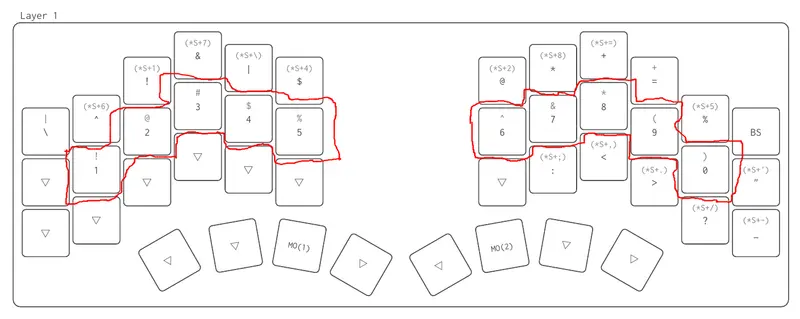 Layer 1
|
\
(*S+6)
^
(*S+1)
!
(*S+7)
&
(*S+\)
|
(*S+4)
$
(*S+2)
@
(*S+8)
*
(*S+=)
+
+
=
(*S+5)
%
BS
▽
!
1
@
2
#
3
$
4
%
5
^
6
&
7
*
8
(
9
)
0
(*S+')
"
▽
▽
▽
▽
▽
▽
▽
(*S+;)
:
(*S+,)
<
(*S+.)
>
(*S+/)
?
(*S+-)
_
▽
▽
MO(1)
▽
▽
MO(2)
▽
▽